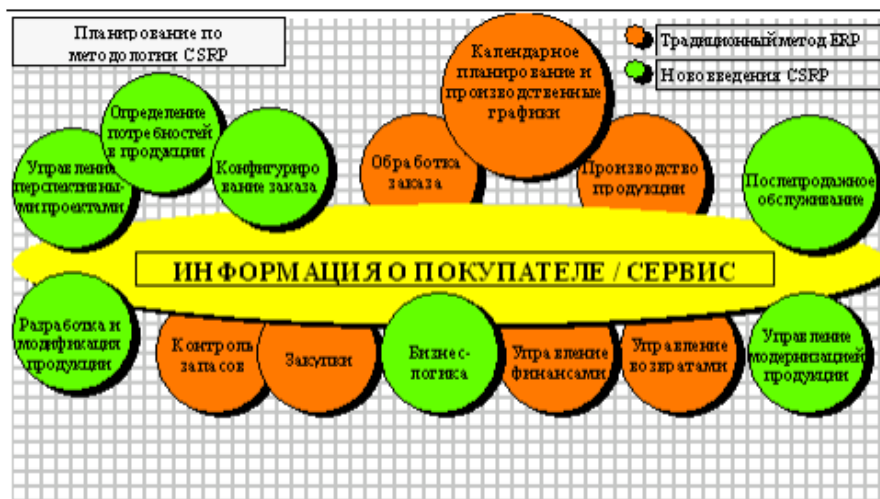 Планирование по
методологии CSRP
Традиционный метод ERP
Нововведения CSRP
Календарное
планирование и
производственные
графики
Определение
потребностей
в продукции
Управление
перспективны-
ми проектами
Конфигуриро
вание заказа
Обработка
заказа
Производство
продукции
Послепродажное
обслуживание
ИНФОРМАЦИЯ О ПОКУПАТЕЛЕ / СЕРВИС
Разработка и
модификация
продукции
Контроль
запасов
Закупки
Бизнес-
логика
Управление
финансами
Управление
возвратами
Управление
модернизацией
продукции